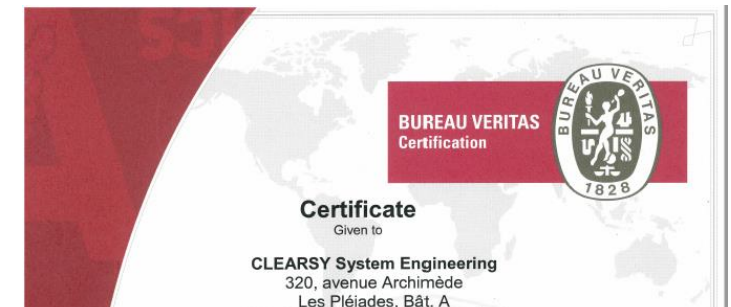 BUREAU VERITAS
Certification
BUREAU VERITAS
1828
Certificate
Given to
CLEARSY System Engineering
320, avenue Archimède
Les Pléiades, Bât. A